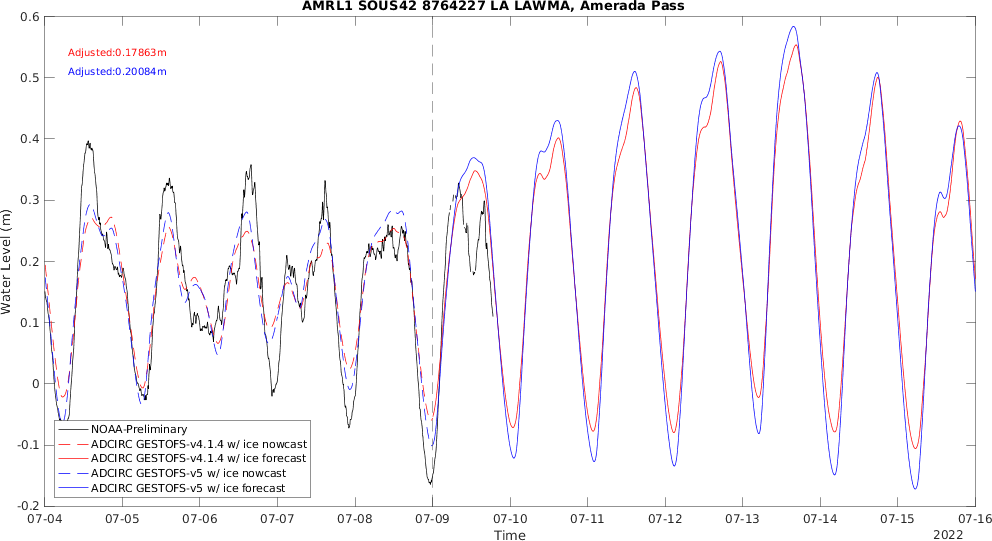 AMRL1 SOUS42 8764227 LA LAWMA, Amerada Pass
0.6
0.5
0.4
0.3
0.2
0.1
0
-0.1
-0.2
Water Level (m)
Adjusted:0.17863m
Adjusted:0.20084m
NOAA-Preliminary
ADCIRC GESTOFS-v4.1.4 w/ ice nowcast
ADCIRC GESTOFS-v4.1.4 w/ ice forecast
ADCIRC GESTOFS-v5 w/ ice nowcast
ADCIRC GESTOFS-v5 w/ ice forecast
07-04 07-05 07-06 07-07 07-08 07-09 07-10 07-11 07-12 07-13 07-14 07-15 07-16
Time
2022